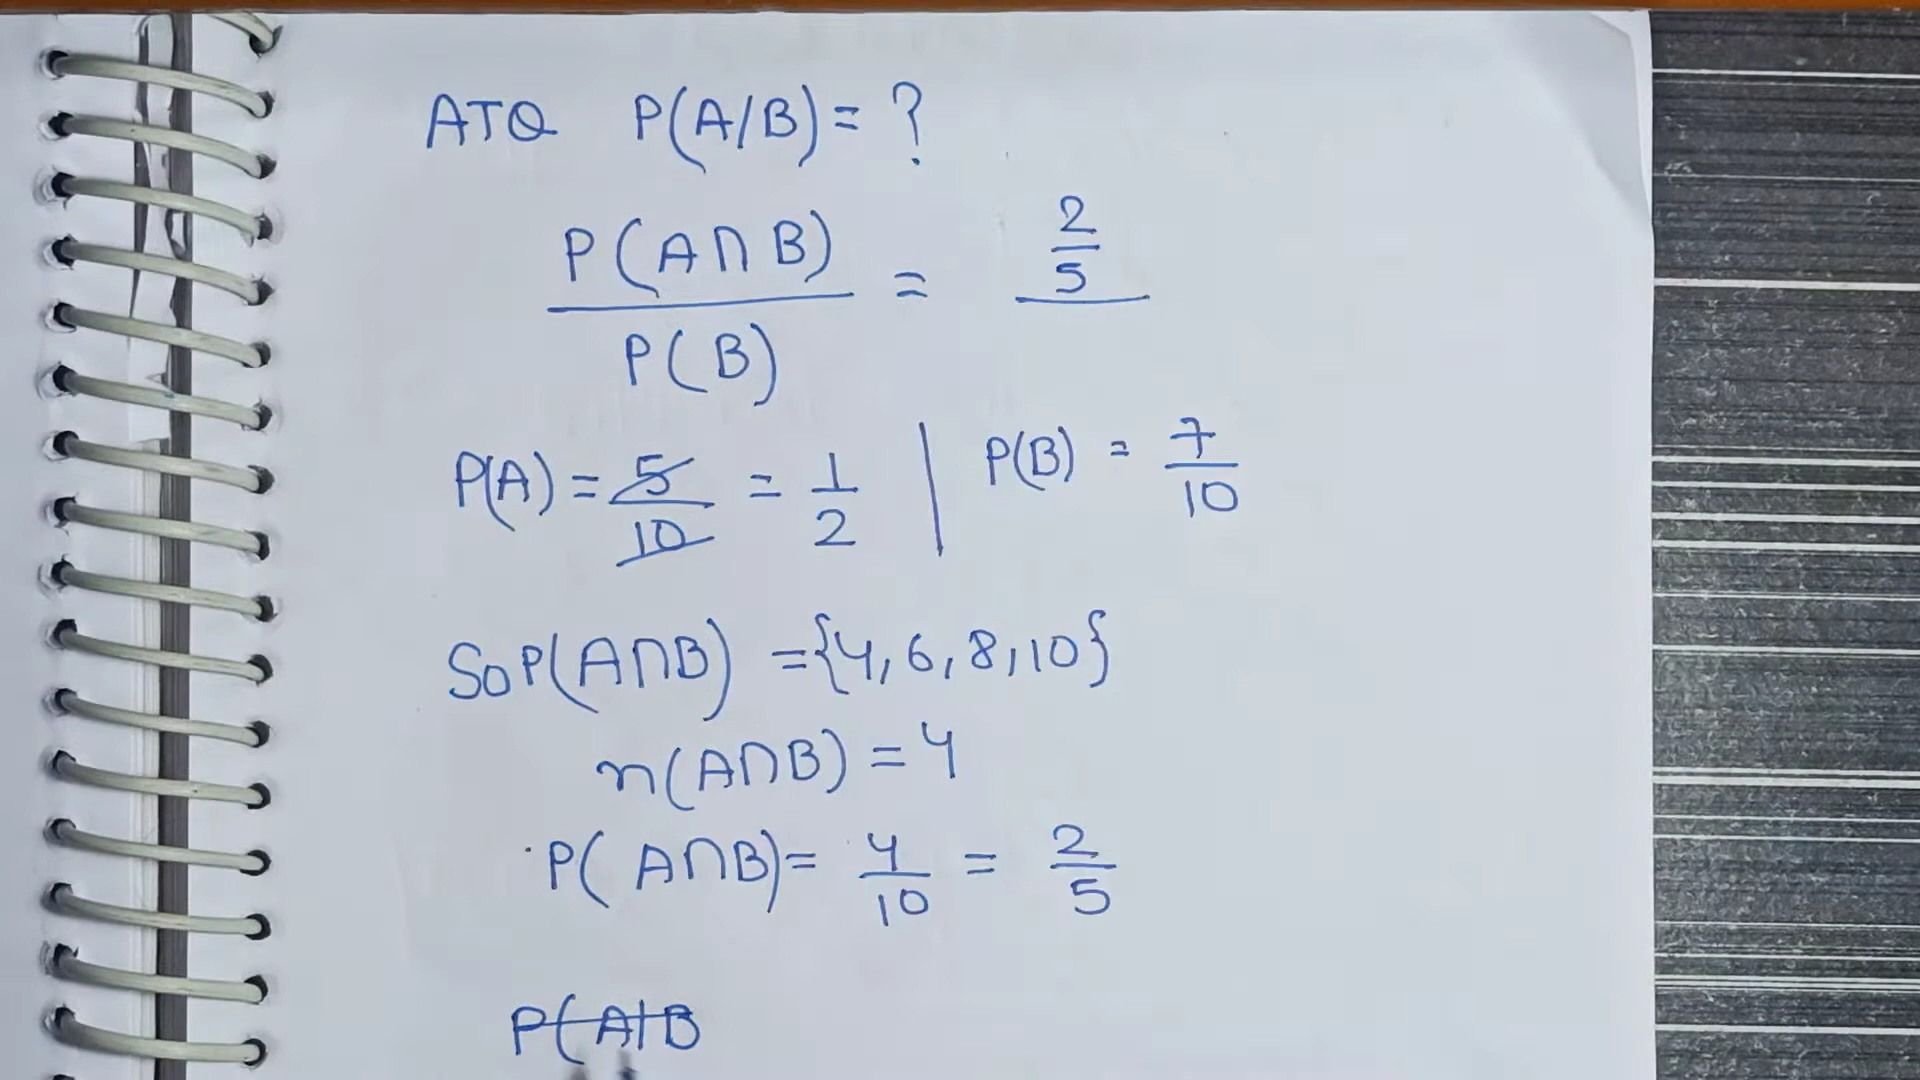 ATQ P(A/B) = ?
P(A∩B) / P(B) = 2/5 /
P(A) = 5/10 = 1/2 | P(B) = 7/10
So P(A∩B) = {4, 6, 8, 10}
n(A∩B) = 4
P(A∩B) = 4/10 = 2/5
P(A|B